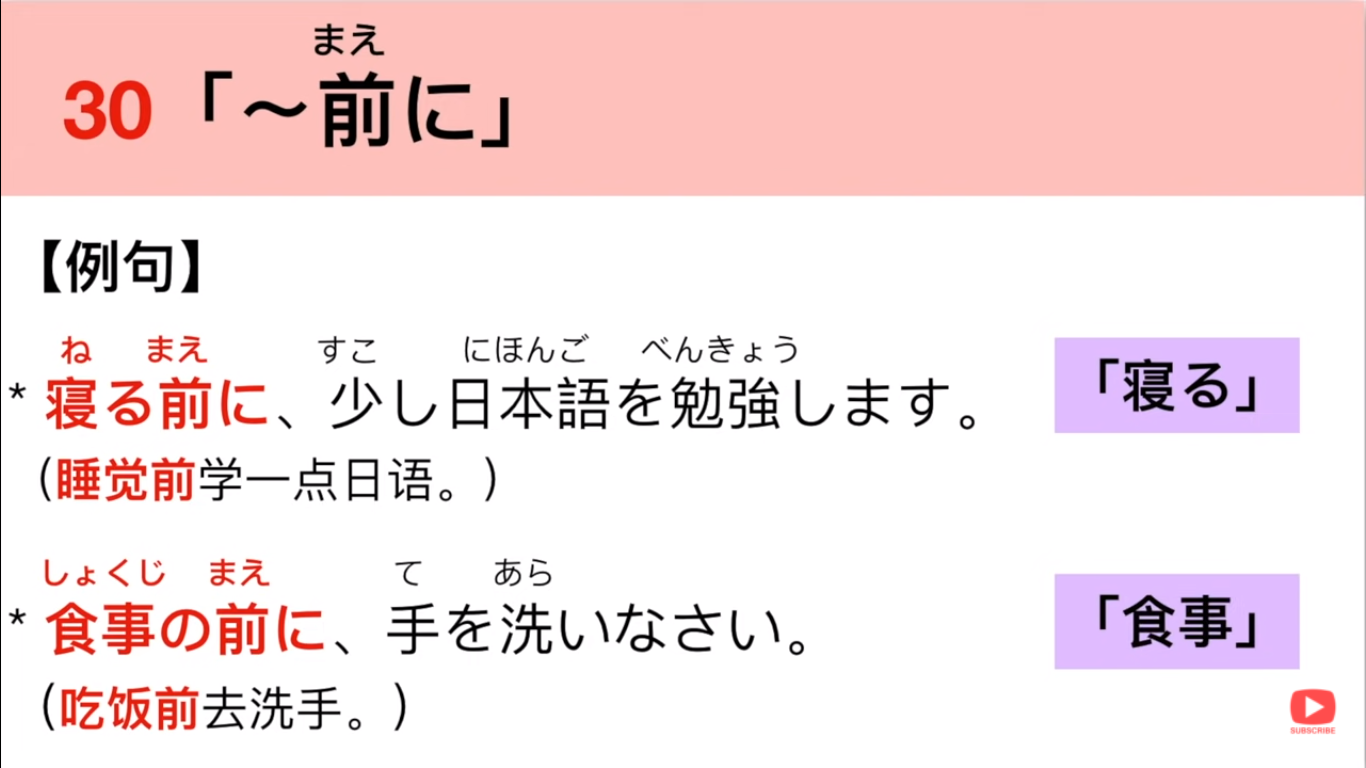 まえ
30「～前に」
【例句】
ね まえ すこ にほんご べんきょう
* 寝る前に、少し日本語を勉強します。
「寝る」
（睡觉前学一点日语。）
しょくじ まえ て あら
* 食事の前に、手を洗いなさい。
「食事」
（吃饭前去洗手。）
SUBSCRIBE